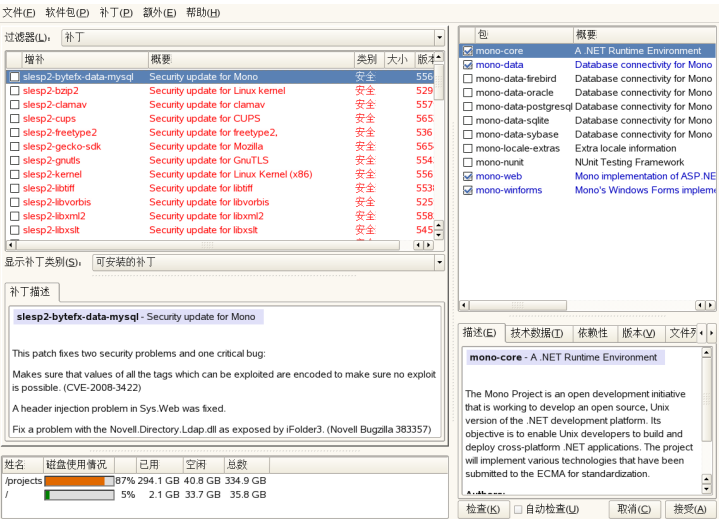 文件(F) 软件包(D) 补丁(P) 额外(E) 帮助(H)
过滤器(L): 补丁
增补 概要 类别 大小 版本
slesp2-bytefx-data-mysql Security update for Mono 安全 556
slesp2-bzip2 Security update for Linux kernel 安全 529
slesp2-clamav Security update for clamav 安全 557
slesp2-cups Security update for CUPS 安全 565
slesp2-freetype2 Security update for freetype2, 安全 536
slesp2-gecko-sdk Security update for Mozilla 安全 565
slesp2-gnutls Security update for GnuTLS 安全 554
slesp2-kernel Security update for Linux Kernel (x86) 安全 556
slesp2-libtiff Security update for libtiff 安全 553
slesp2-libvorbis Security update for libvorbis 安全 525
slesp2-libxml2 Security update for libxml2 安全 558
slesp2-libxslt Security update for libxslt 安全 545
显示补丁类别(S): 可安装的补丁
补丁描述
slesp2-bytefx-data-mysql - Security update for Mono
This patch fixes two security problems and one critical bug:
Make sure that values of all the tags which can be exploited are encoded to make sure no exploit
is possible. (CVE-2008-3422)
A header injection problem in Sys.Web was fixed.
Fix a problem with the Novell.Directory.Ldap.dll as exposed by iFolder3. (Novell Bugzilla 383357)
姓名 磁盘使用情况 已用 空闲 总数
/projects 87% 294.1 GB 40.8 GB 334.9 GB
/ 5% 2.1 GB 33.7 GB 35.8 GB
包 概要
mono-core A .NET Runtime Environment
mono-data Database connectivity for Mono
mono-data-firebird Database connectivity for Mono
mono-data-oracle Database connectivity for Mono
mono-data-postgresql Database connectivity for Mono
mono-data-sqlite Database connectivity for Mono
mono-data-sybase Database connectivity for Mono
mono-locale-extras Extra locale information
mono-nunit NUnit Testing Framework
mono-web Mono implementation of ASP.NE
mono-winforms Mono's Windows Forms impleme
描述(E) 技术数据(T) 依赖性 版本(V) 文件列
mono-core - A .NET Runtime Environment
The Mono Project is an open development initiative
that is working to develop an open source, Unix
version of the .NET development platform. Its
objective is to enable Unix developers to build and
deploy cross-platform .NET applications. The project
will implement various technologies that have been
submitted to the ECMA for standardization.
Authors:
检查(K) 自动检查(U) 取消(C) 接受(A)